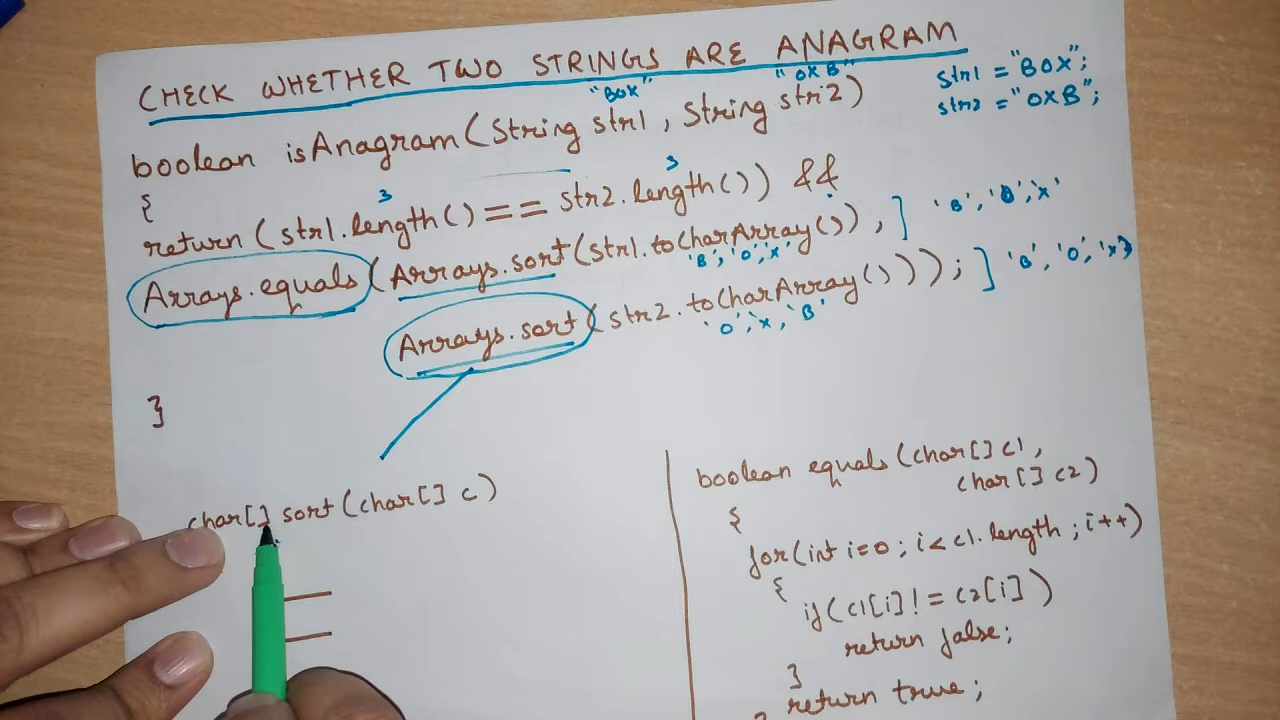 CHECK WHETHER TWO STRINGS ARE ANAGRAM
str1 = "BOX";
str2 = "OXB";
"BOX" "OXB"
boolean isAnagram(String str1, String str2)
{
3 3
return (str1.length() == str2.length()) &&
Arrays.equals(Arrays.sort(str1.toCharArray()), ] 'B', 'O', 'X'
'B', 'O', 'X'
Arrays.sort(str2.toCharArray())); ] 'B', 'O', 'X'
'O', 'X', 'B'
}
char[] sort(char[] c)
boolean equals(char[] c1,
char[] c2)
{
for(int i=0; i<c1.length; i++)
{
if(c1[i] != c2[i])
return false;
}
return true;